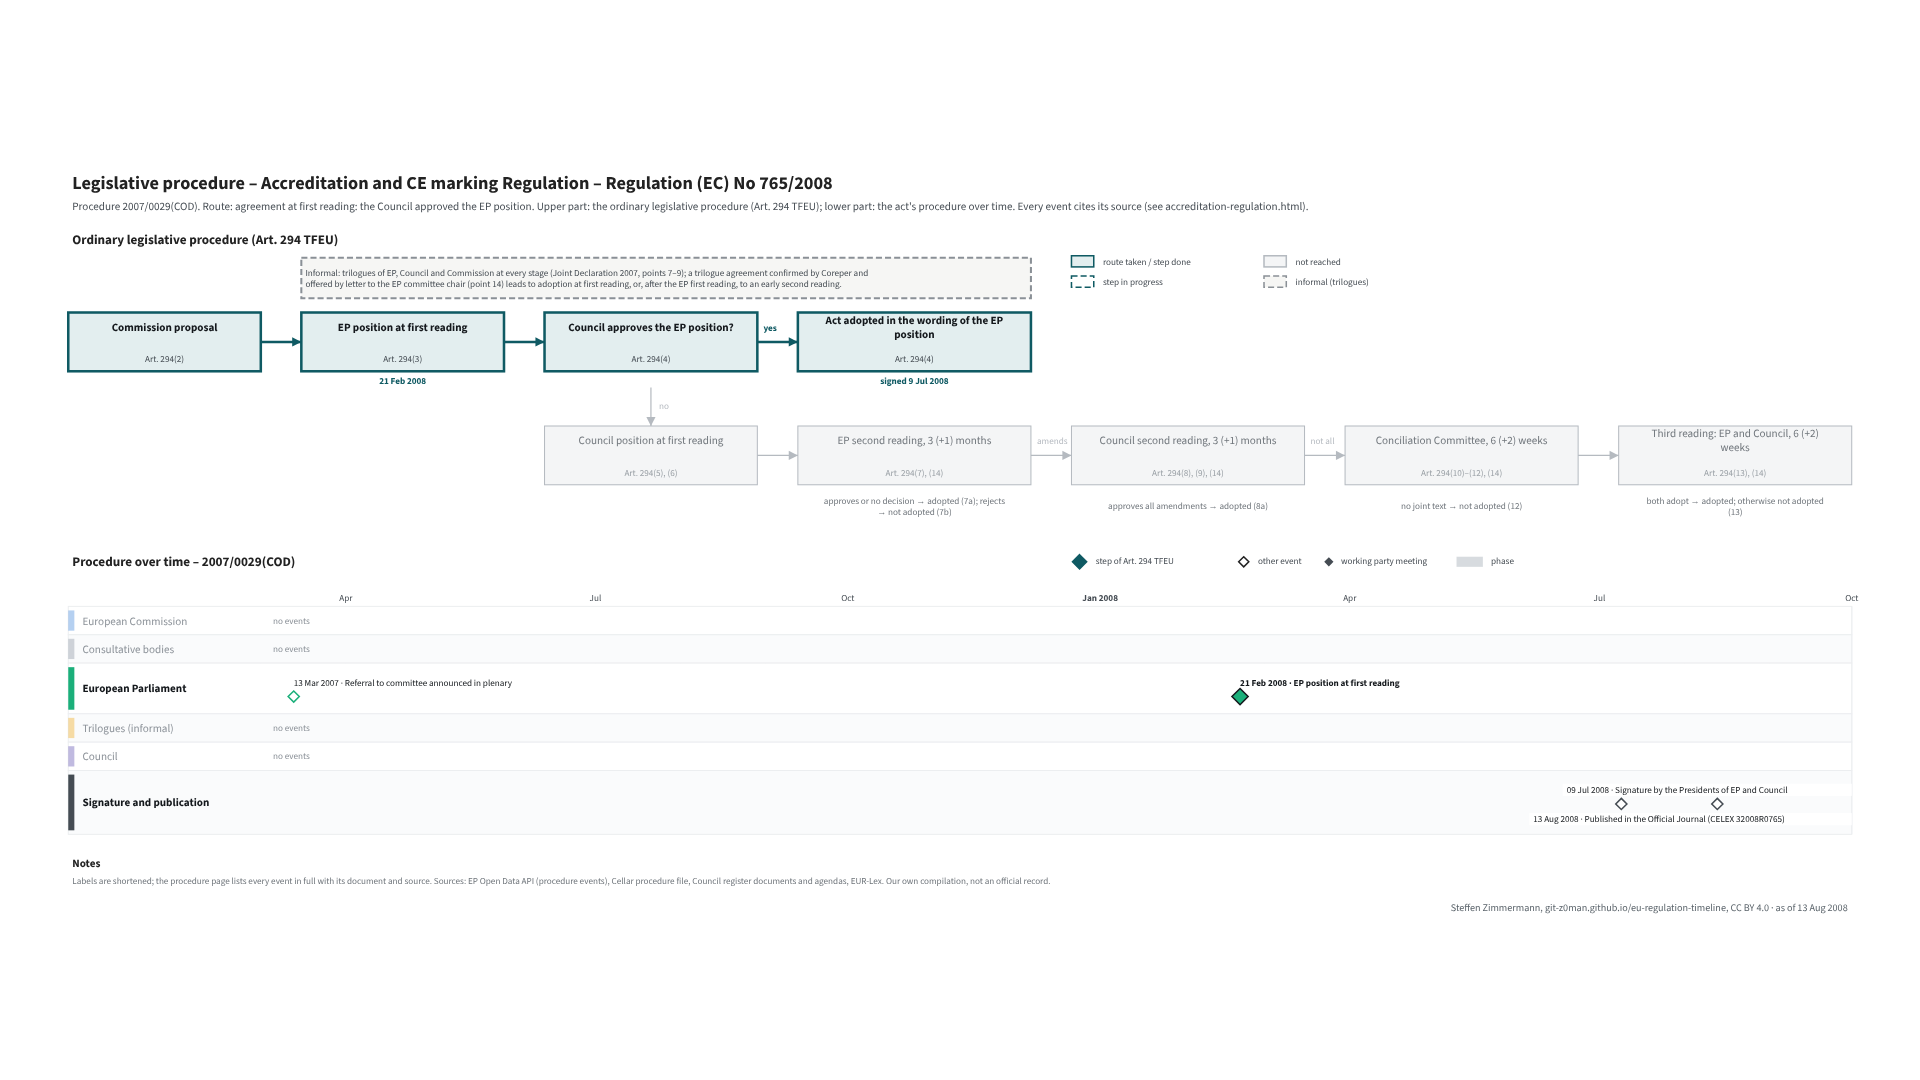 Legislative procedure – Accreditation and CE marking Regulation – Regulation (EC) No 765/2008
Procedure 2007/0029(COD). Route: agreement at first reading: the Council approved the EP position. Upper part: the ordinary legislative procedure (Art. 294 TFEU); lower part: the act's procedure over time. Every event cites its source (see accreditation-regulation.html).
Ordinary legislative procedure (Art. 294 TFEU)
Informal: trilogues of EP, Council and Commission at every stage (Joint Declaration 2007, points 7–9); a trilogue agreement confirmed by Coreper and
offered by letter to the EP committee chair (point 14) leads to adoption at first reading, or, after the EP first reading, to an early second reading.
route taken / step done
not reached
step in progress
informal (trilogues)
Commission proposal
Art. 294(2)
EP position at first reading
Art. 294(3)
21 Feb 2008
Council approves the EP position?
Art. 294(4)
yes
Act adopted in the wording of the EP
position
Art. 294(4)
signed 9 Jul 2008
no
Council position at first reading
Art. 294(5), (6)
EP second reading, 3 (+1) months
Art. 294(7), (14)
approves or no decision → adopted (7a); rejects
→ not adopted (7b)
amends
Council second reading, 3 (+1) months
Art. 294(8), (9), (14)
approves all amendments → adopted (8a)
not all
Conciliation Committee, 6 (+2) weeks
Art. 294(10)–(12), (14)
no joint text → not adopted (12)
Third reading: EP and Council, 6 (+2)
weeks
Art. 294(13), (14)
both adopt → adopted; otherwise not adopted
(13)
Procedure over time – 2007/0029(COD)
step of Art. 294 TFEU
other event
working party meeting
phase
Apr
Jul
Oct
Jan 2008
Apr
Jul
Oct
European Commission
no events
Consultative bodies
no events
European Parliament
13 Mar 2007 · Referral to committee announced in plenary
21 Feb 2008 · EP position at first reading
Trilogues (informal)
no events
Council
no events
Signature and publication
09 Jul 2008 · Signature by the Presidents of EP and Council
13 Aug 2008 · Published in the Official Journal (CELEX 32008R0765)
Notes
Labels are shortened; the procedure page lists every event in full with its document and source. Sources: EP Open Data API (procedure events), Cellar procedure file, Council register documents and agendas, EUR-Lex. Our own compilation, not an official record.
Steffen Zimmermann, git-z0man.github.io/eu-regulation-timeline, CC BY 4.0 · as of 13 Aug 2008